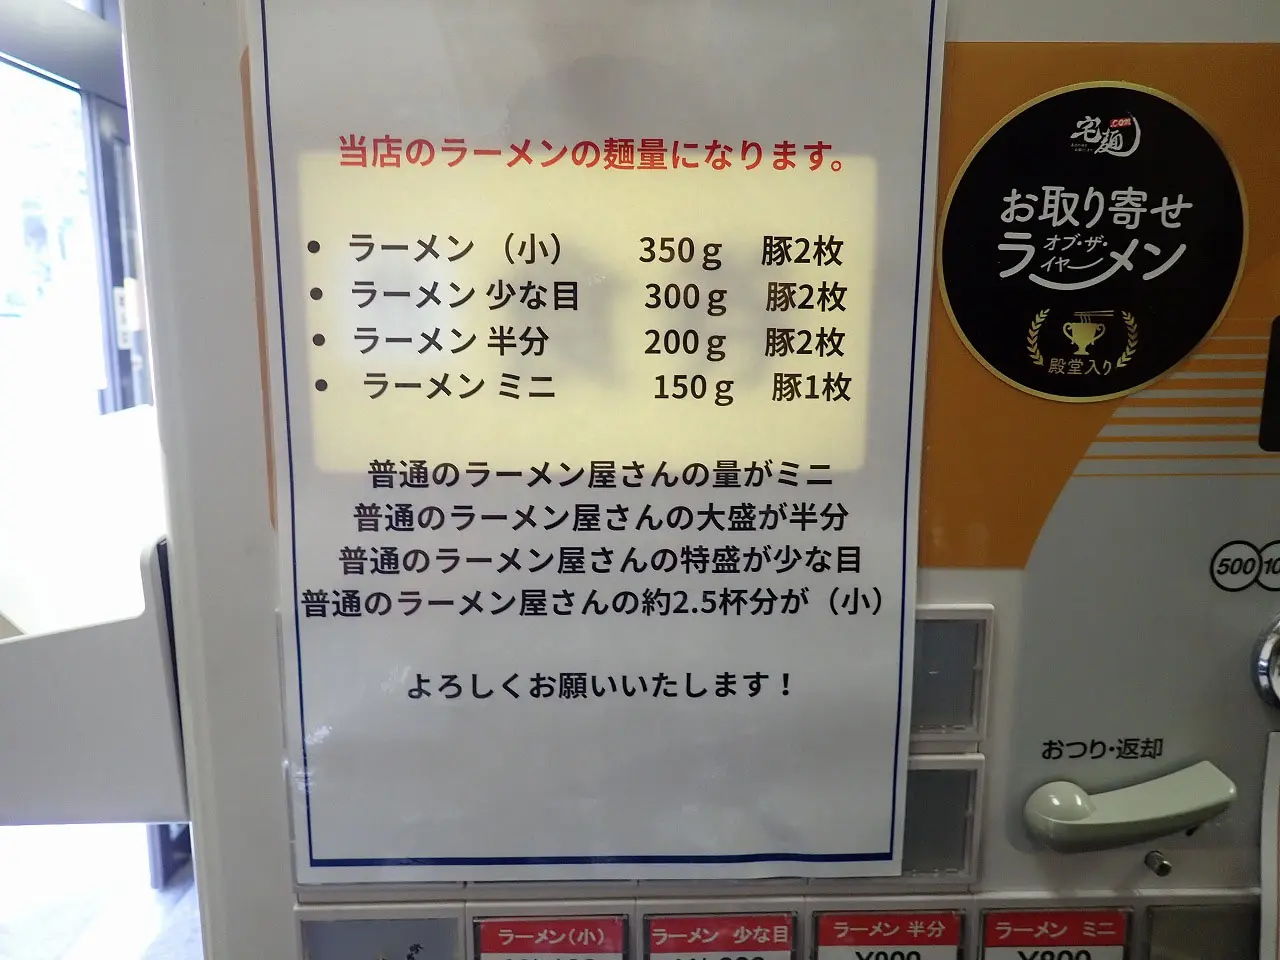 当店のラーメンの麺量になります。
• ラーメン（小） 350ｇ 豚2枚
• ラーメン 少な目 300ｇ 豚2枚
• ラーメン 半分 200ｇ 豚2枚
• ラーメン ミニ 150ｇ 豚1枚
普通のラーメン屋さんの量がミニ
普通のラーメン屋さんの大盛が半分
普通のラーメン屋さんの特盛が少な目
普通のラーメン屋さんの約2.5杯分が（小）
よろしくお願いいたします！
宅麺.com
お取り寄せ
ラーメン
オブ・ザ・
イヤー
殿堂入り
500
おつり・返却
ラーメン（小）
ラーメン 少な目
ラーメン 半分
ラーメン ミニ